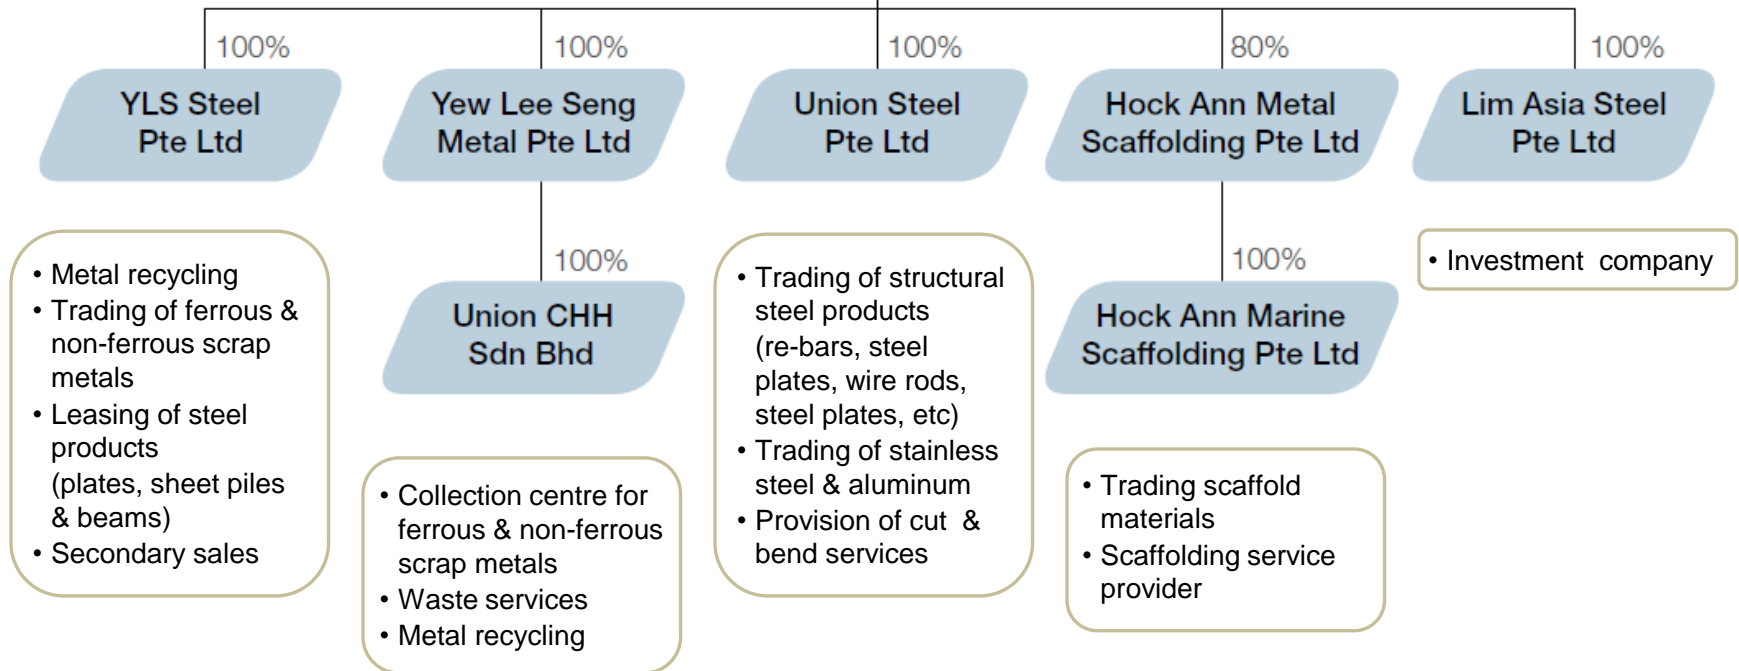 100%
100%
100%
80%
100%
YLS Steel
Pte Ltd
Yew Lee Seng
Metal Pte Ltd
Union Steel
Pte Ltd
Hock Ann Metal
Scaffolding Pte Ltd
Lim Asia Steel
Pte Ltd
• Metal recycling
• Trading of ferrous &
non-ferrous scrap
metals
• Leasing of steel
products
(plates, sheet piles
& beams)
• Secondary sales
100%
Union CHH
Sdn Bhd
• Collection centre for
ferrous & non-ferrous
scrap metals
• Waste services
• Metal recycling
• Trading of structural
steel products
(re-bars, steel
plates, wire rods,
steel plates, etc)
• Trading of stainless
steel & aluminum
• Provision of cut &
bend services
100%
Hock Ann Marine
Scaffolding Pte Ltd
• Trading scaffold
materials
• Scaffolding service
provider
• Investment company